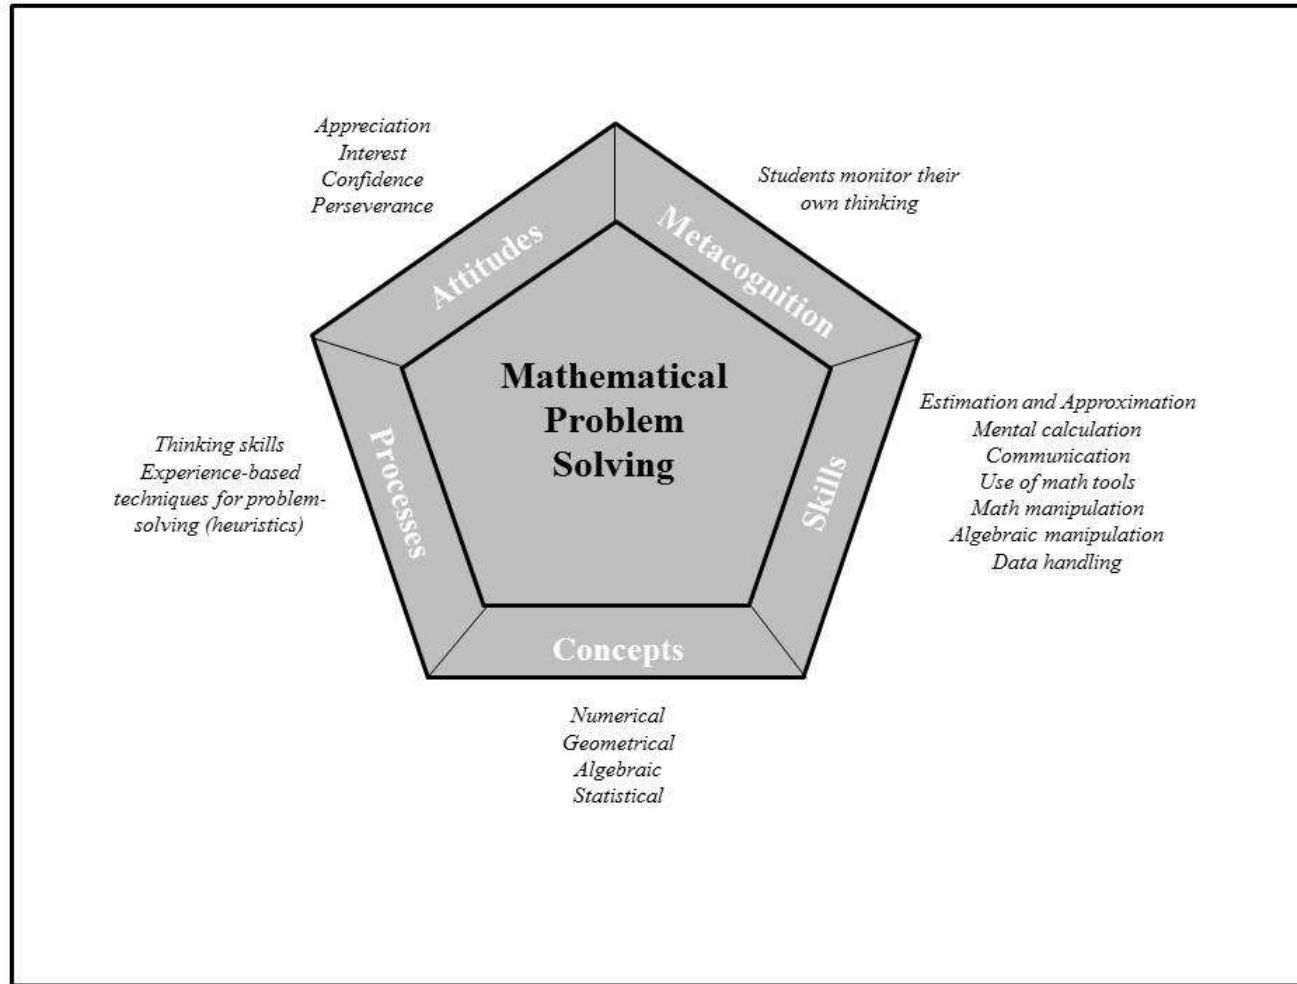 Appreciation
Interest
Confidence
Perseverance
Students monitor their
own thinking
Attitudes
Metacognition
Mathematical
Problem
Solving
Estimation and Approximation
Mental calculation
Communication
Use of math tools
Math manipulation
Algebraic manipulation
Data handling
Skills
Thinking skills
Experience-based
techniques for problem-
solving (heuristics)
Processes
Concepts
Numerical
Geometrical
Algebraic
Statistical